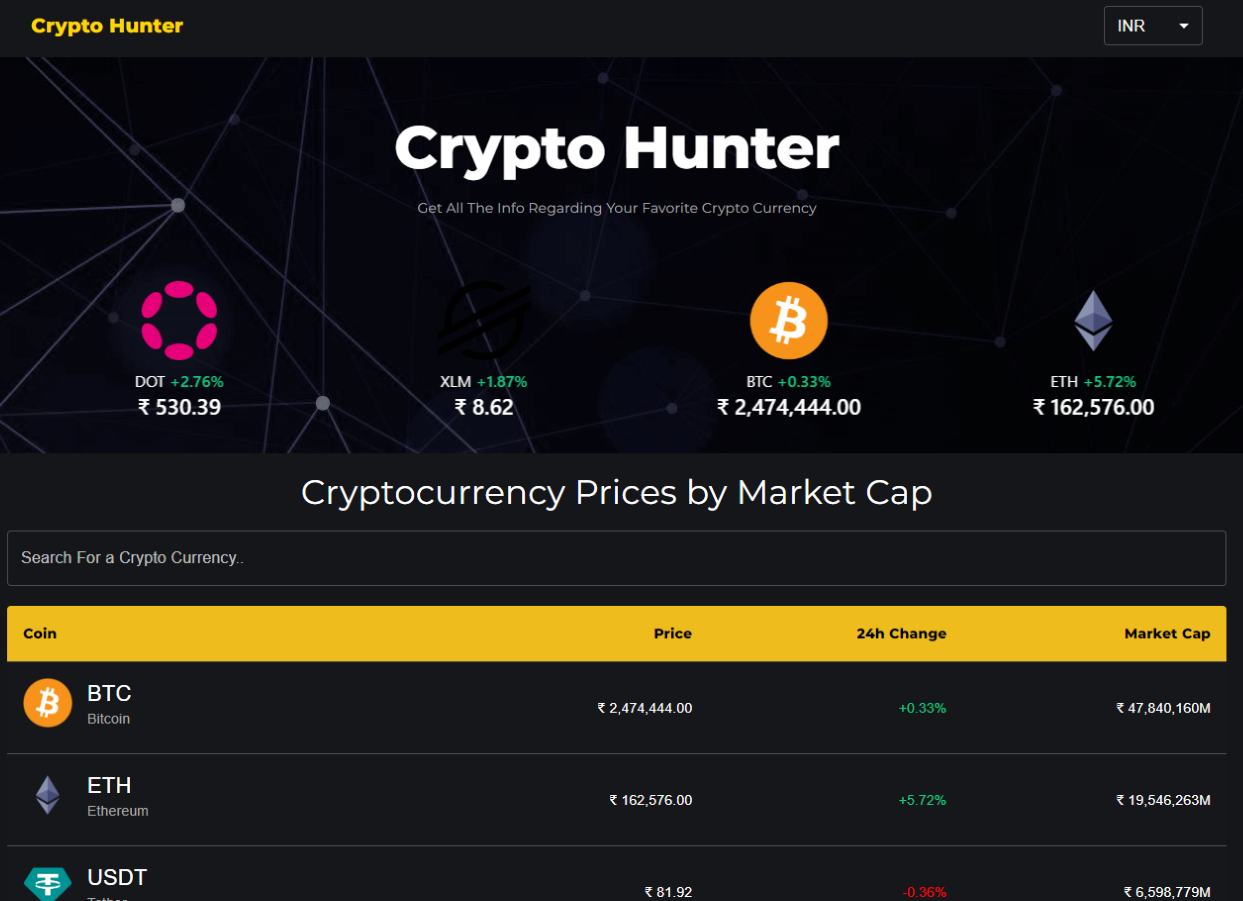 Crypto Hunter
INR
Crypto Hunter
Get All The Info Regarding Your Favorite Crypto Currency
DOT +2.76%
₹ 530.39
XLM +1.87%
₹ 8.62
BTC +0.33%
₹ 2,474,444.00
ETH +5.72%
₹ 162,576.00
Cryptocurrency Prices by Market Cap
Search For a Crypto Currency..
Coin Price 24h Change Market Cap
BTC
Bitcoin
₹ 2,474,444.00 +0.33% ₹ 47,840,160M
ETH
Ethereum
₹ 162,576.00 +5.72% ₹ 19,546,263M
USDT
₹ 81.92 -0.36% ₹ 6,598,779M